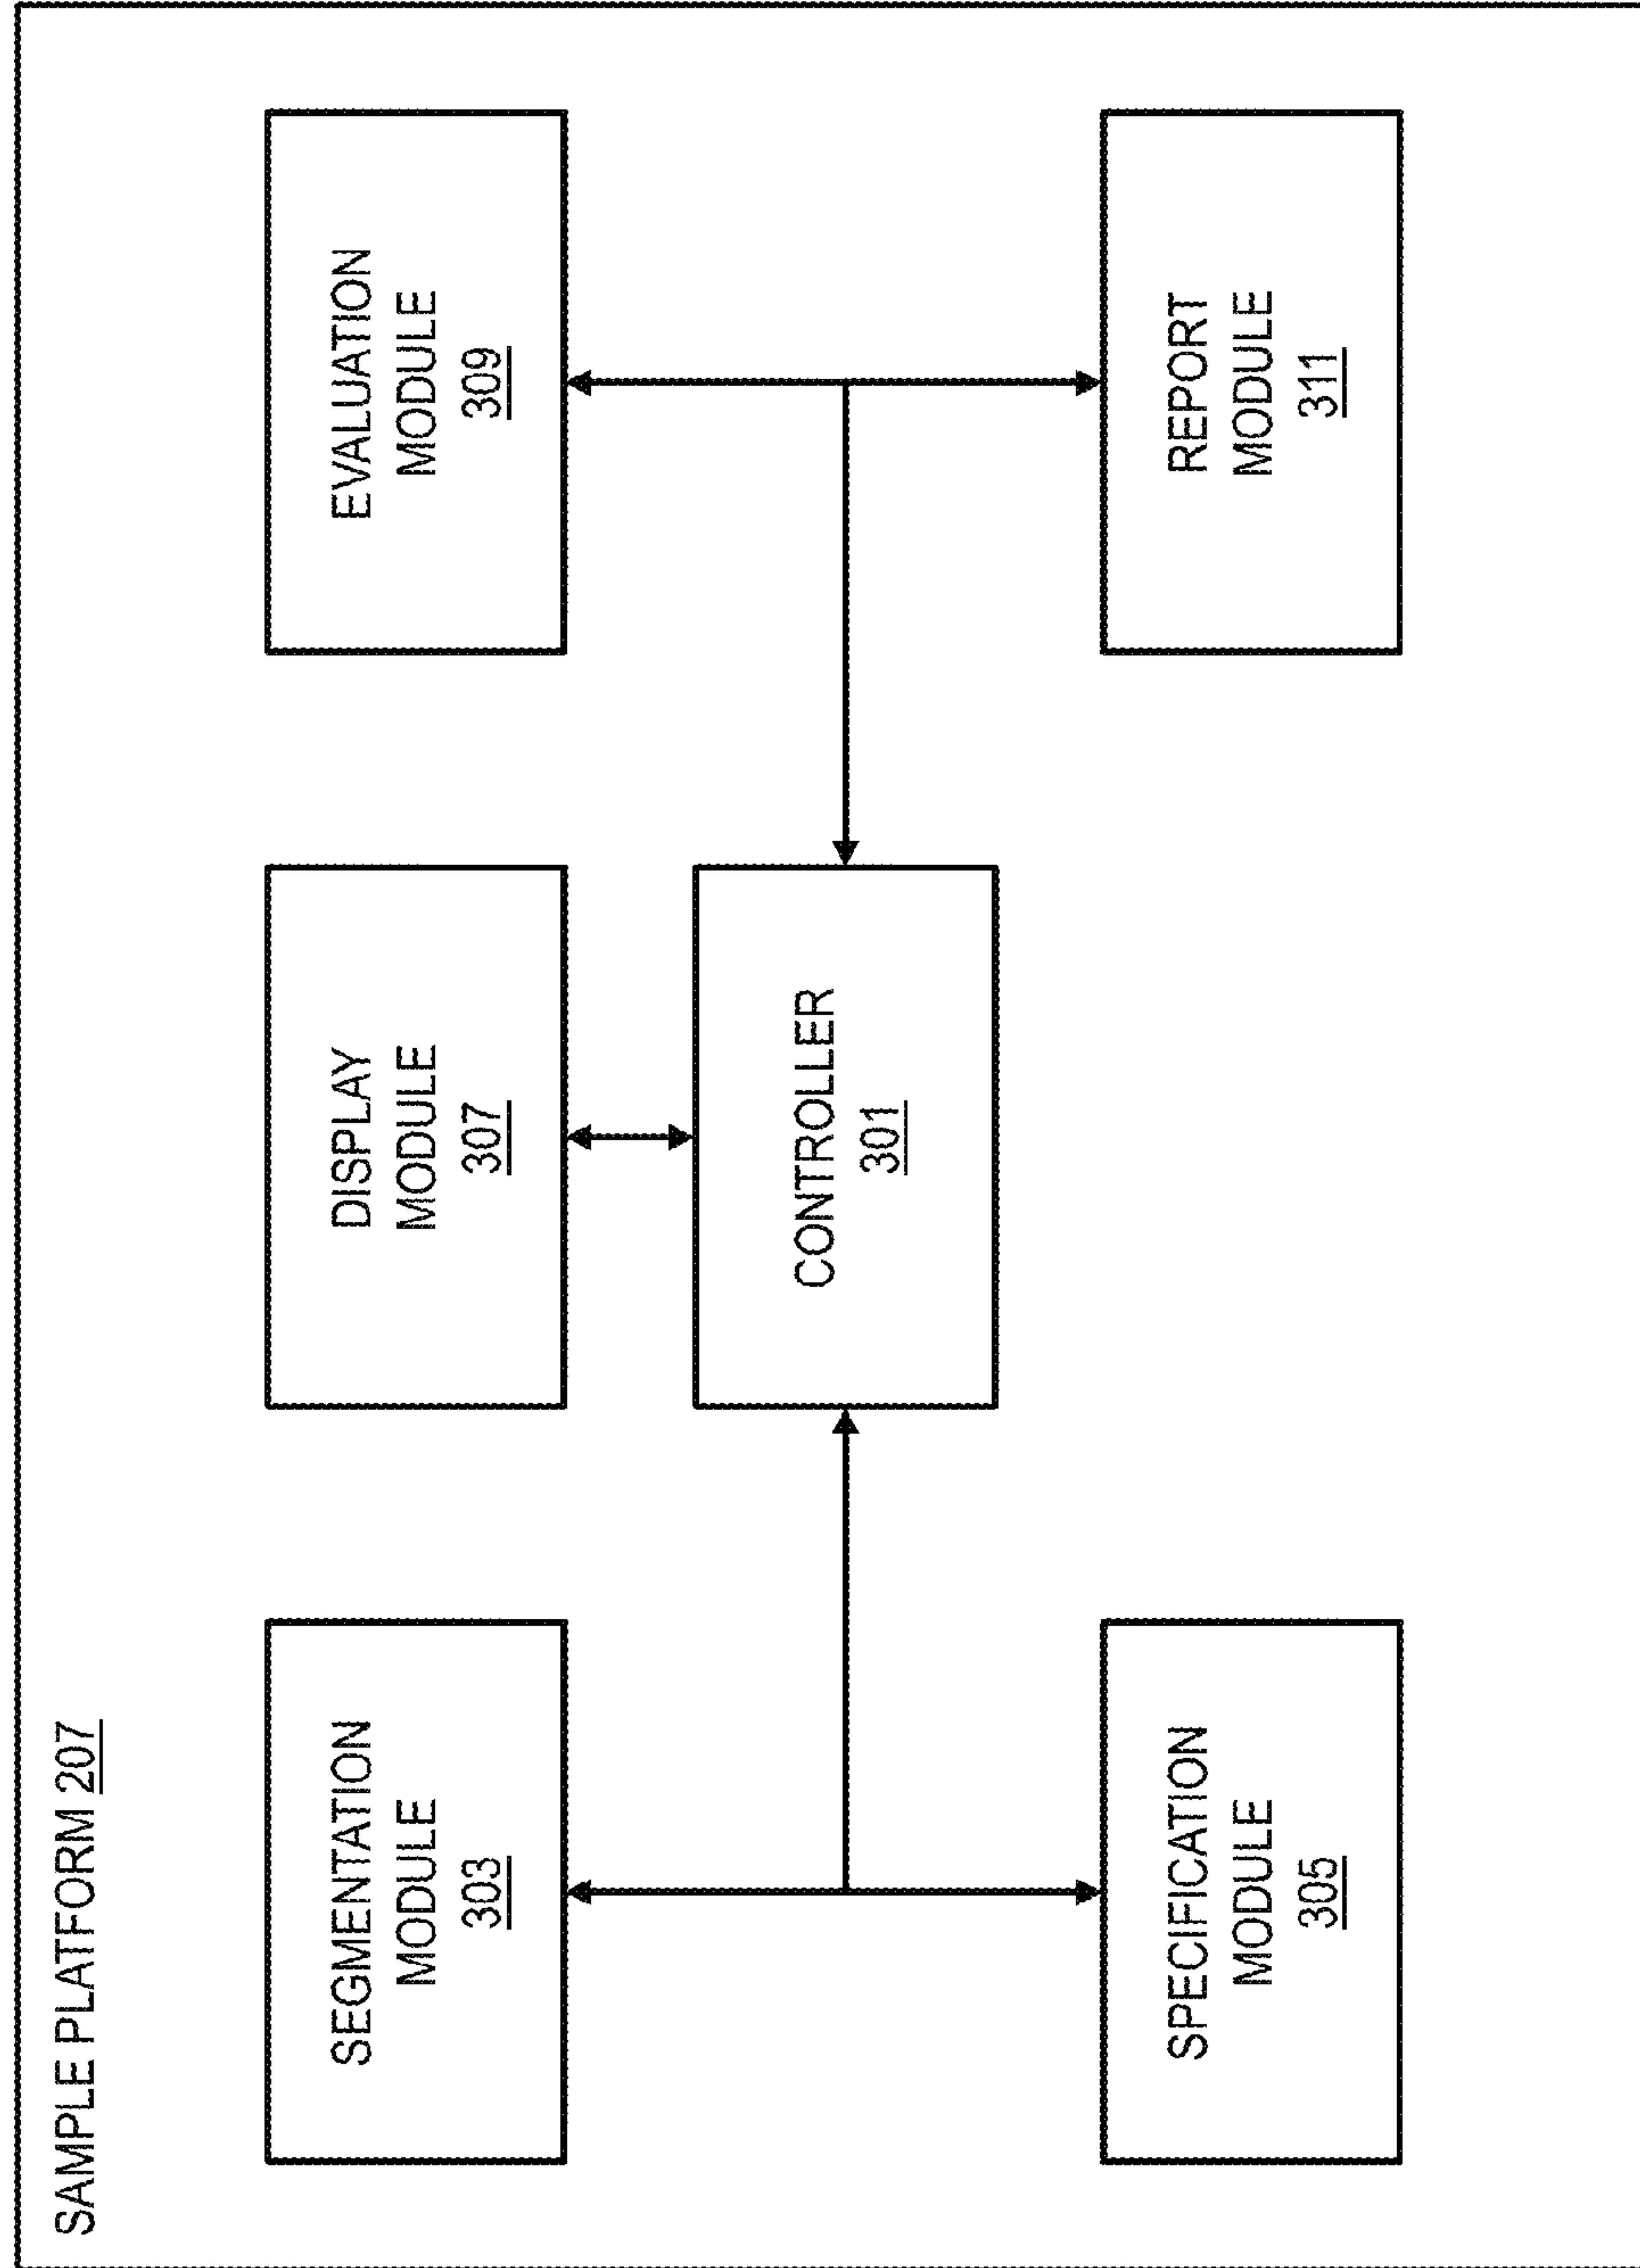 SAMPLE PLATFORM 207
SEGMENTATION
MODULE
303
DISPLAY
MODULE
307
EVALUATION
MODULE
309
CONTROLLER
301
SPECIFICATION
MODULE
305
REPORT
MODULE
311